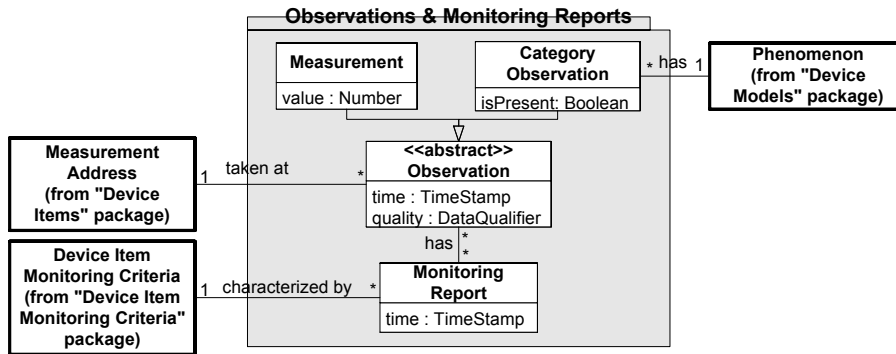 Observations & Monitoring Reports
Measurement
value : Number
Category
Observation
isPresent: Boolean
* has 1
Phenomenon
(from "Device
Models" package)
Measurement
Address
(from "Device
Items" package)
1 taken at *
<<abstract>>
Observation
time : TimeStamp
quality : DataQualifier
has *
*
Device Item
Monitoring Criteria
(from "Device Item
Monitoring Criteria"
package)
1 characterized by *
Monitoring
Report
time : TimeStamp